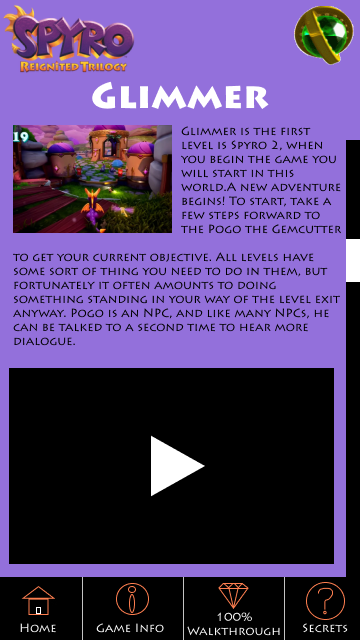 SPYRO
REIGNITED TRILOGY
GLIMMER
19
GLIMMER IS THE FIRST
LEVEL IS SPYRO 2, WHEN
YOU BEGIN THE GAME YOU
WILL START IN THIS
WORLD.A NEW ADVENTURE
BEGINS! TO START, TAKE A
FEW STEPS FORWARD TO
THE POGO THE GEMCUTTER
TO GET YOUR CURRENT OBJECTIVE. ALL LEVELS HAVE
SOME SORT OF THING YOU NEED TO DO IN THEM, BUT
FORTUNATELY IT OFTEN AMOUNTS TO DOING
SOMETHING STANDING IN YOUR WAY OF THE LEVEL EXIT
ANYWAY. POGO IS AN NPC, AND LIKE MANY NPCS, HE
CAN BE TALKED TO A SECOND TIME TO HEAR MORE
DIALOGUE.
HOME
GAME INFO
100%
WALKTHROUGH
SECRETS